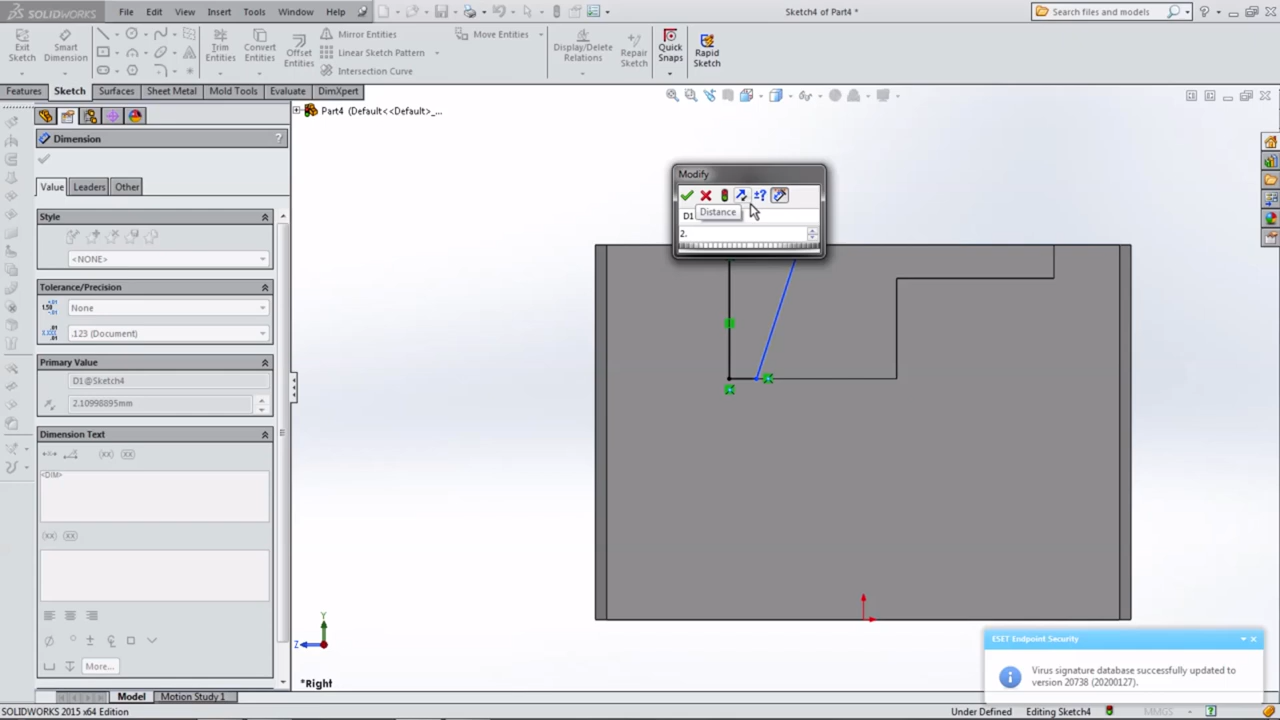 SOLIDWORKS File Edit View Insert Tools Window Help Sketch4 of Part4 * Search files and models
Exit Sketch
Smart Dimension
Trim Entities
Convert Entities
Offset Entities
Mirror Entities
Linear Sketch Pattern
Intersection Curve
Move Entities
Display/Delete Relations
Repair Sketch
Quick Snaps
Rapid Sketch
Features Sketch Surfaces Sheet Metal Mold Tools Evaluate DimXpert
Part4 (Default<<Default>_...
Dimension ?
Value Leaders Other
Style
<NONE>
Tolerance/Precision
None
.123 (Document)
Primary Value
D1@Sketch4
2.10998895mm
Dimension Text
(xx) (xx)
<DIM>
(xx) (xx)
More...
Modify
D1
Distance
2.
Y
Z
*Right
ESET Endpoint Security
Virus signature database successfully updated to
version 20738 (20200127).
Model Motion Study 1
SOLIDWORKS 2015 x64 Edition Under Defined Editing Sketch4 MMGS